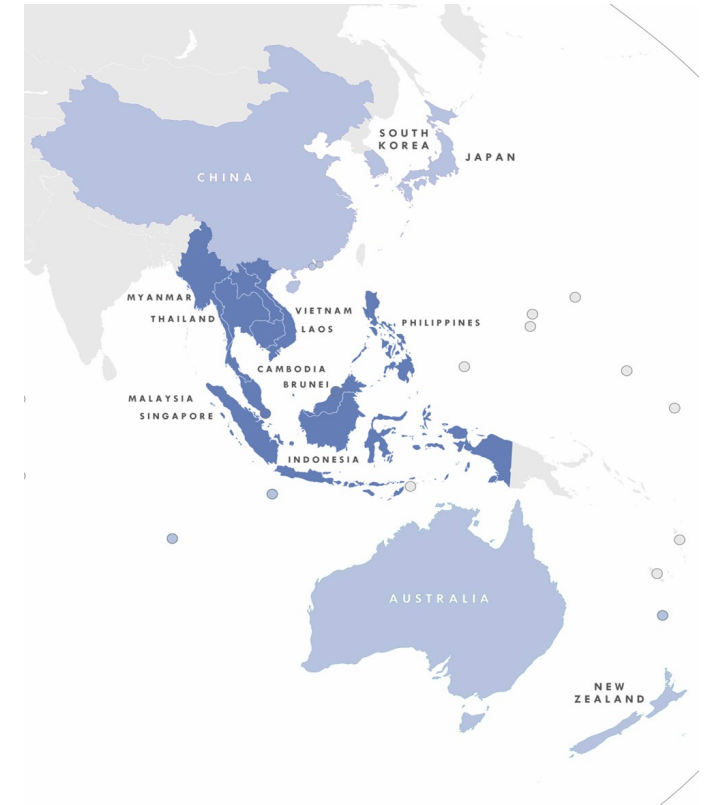 SOUTH
KOREA
JAPAN
CHINA
MYANMAR
THAILAND
VIETNAM
LAOS
PHILIPPINES
CAMBODIA
BRUNEI
MALAYSIA
SINGAPORE
INDONESIA
AUSTRALIA
NEW
ZEALAND